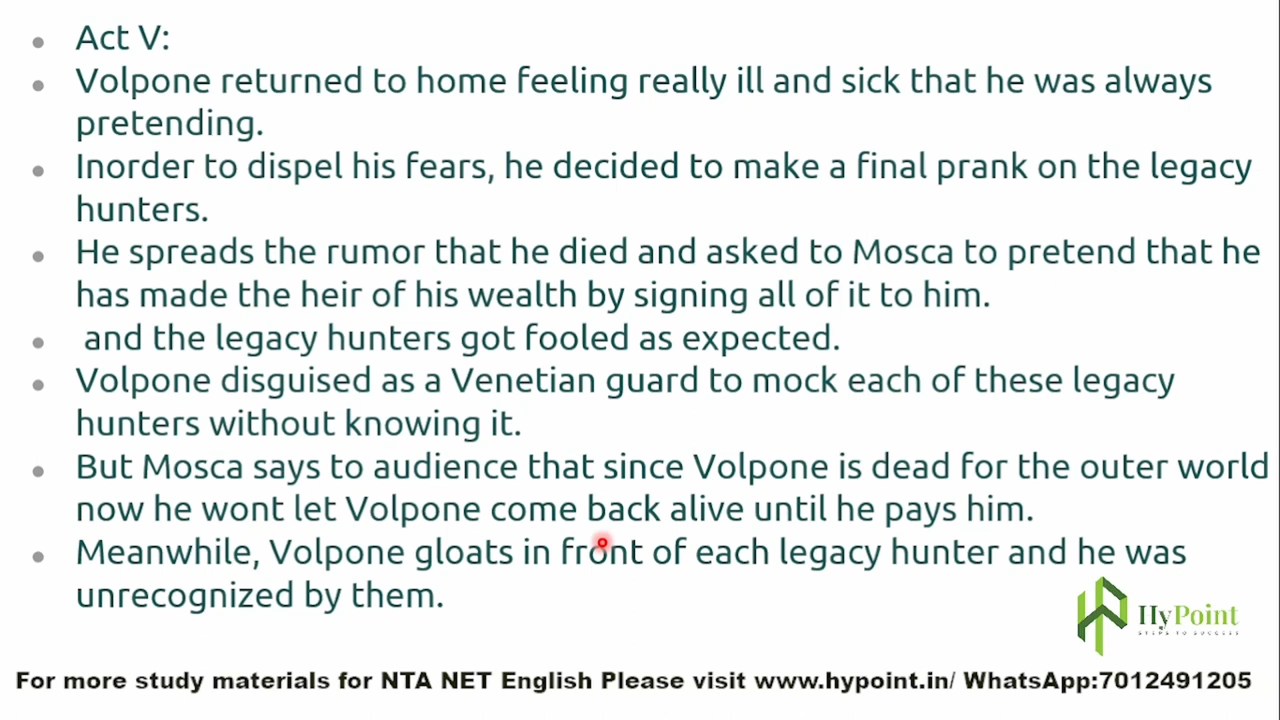 Act V:
Volpone returned to home feeling really ill and sick that he was always
pretending.
Inorder to dispel his fears, he decided to make a final prank on the legacy
hunters.
He spreads the rumor that he died and asked to Mosca to pretend that he
has made the heir of his wealth by signing all of it to him.
and the legacy hunters got fooled as expected.
Volpone disguised as a Venetian guard to mock each of these legacy
hunters without knowing it.
But Mosca says to audience that since Volpone is dead for the outer world
now he wont let Volpone come back alive until he pays him.
Meanwhile, Volpone gloats in front of each legacy hunter and he was
unrecognized by them.
HyPoint
STEPS TO SUCCESS
For more study materials for NTA NET English Please visit www.hypoint.in/ WhatsApp:7012491205